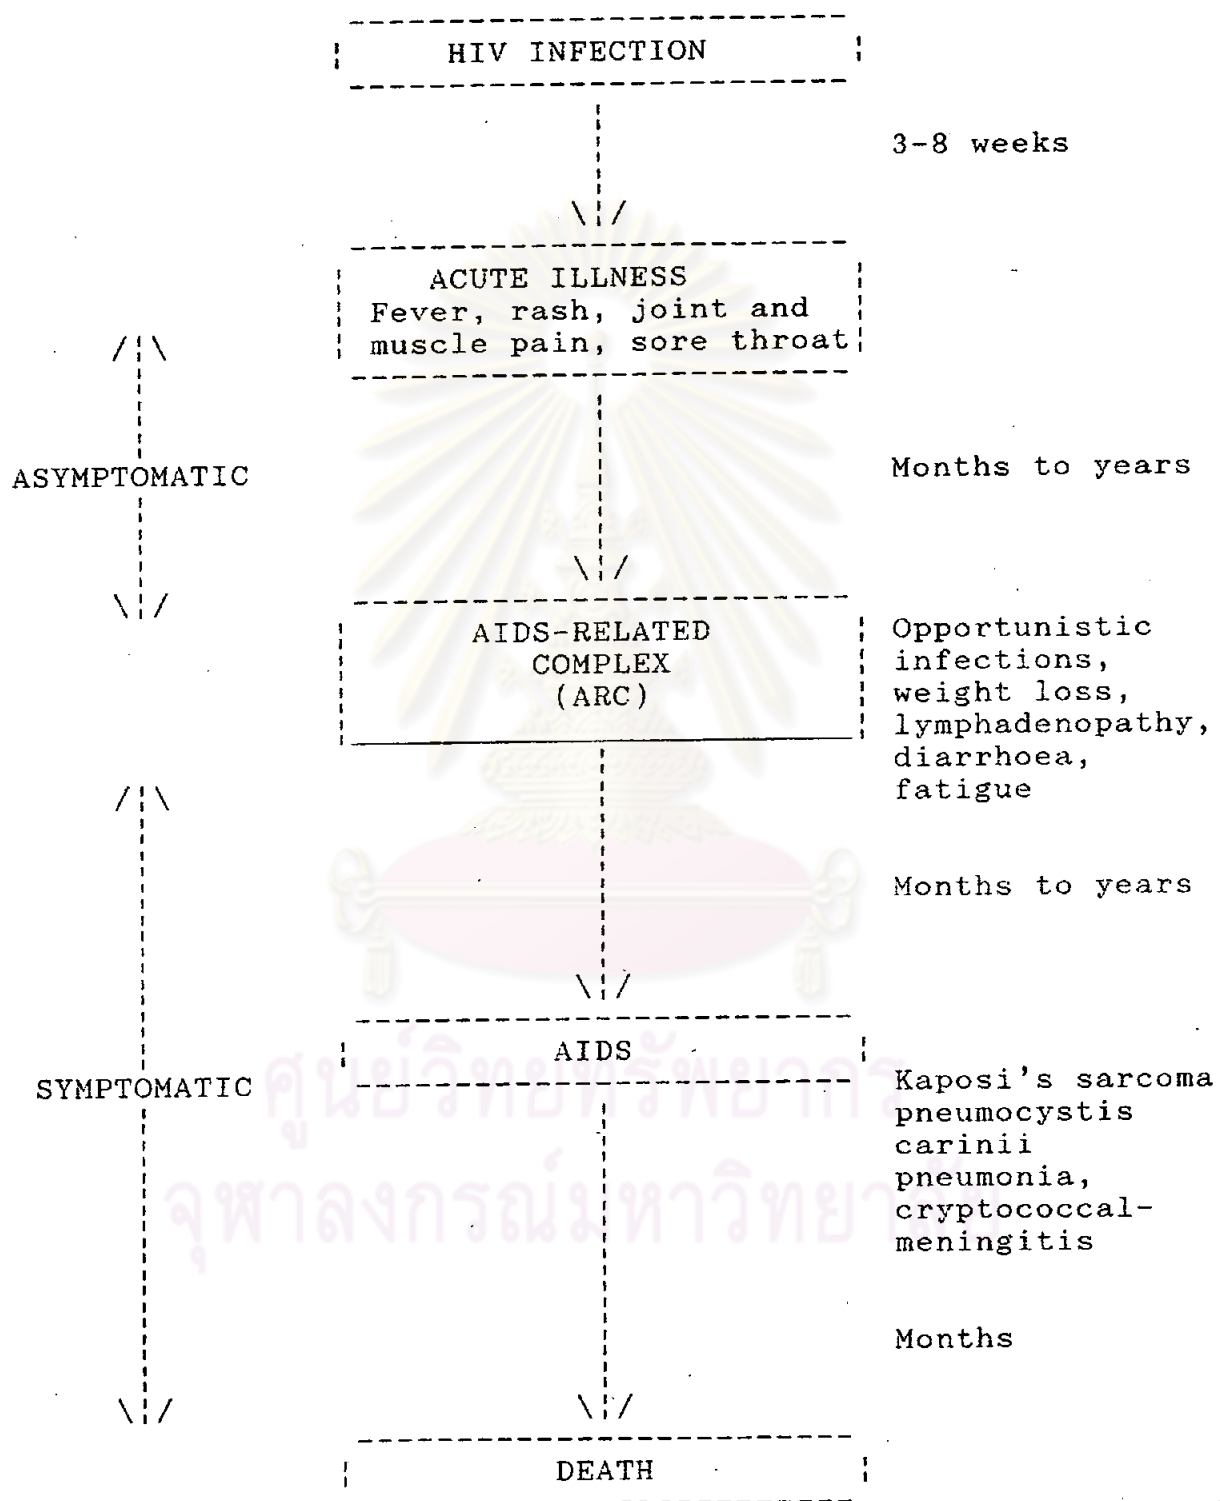 HIV INFECTION
3-8 weeks
ACUTE ILLNESS
Fever, rash, joint and
muscle pain, sore throat
ASYMPTOMATIC
Months to years
AIDS-RELATED
COMPLEX
(ARC)
Opportunistic
infections,
weight loss,
lymphadenopathy,
diarrhoea,
fatigue
Months to years
AIDS
SYMPTOMATIC
Kaposi's sarcoma
pneumocystis
carinii
pneumonia,
cryptococcal-
meningitis
Months
DEATH
ศูนย์วิทยทรัพยากร
จุฬาลงกรณ์มหาวิทยาลัย